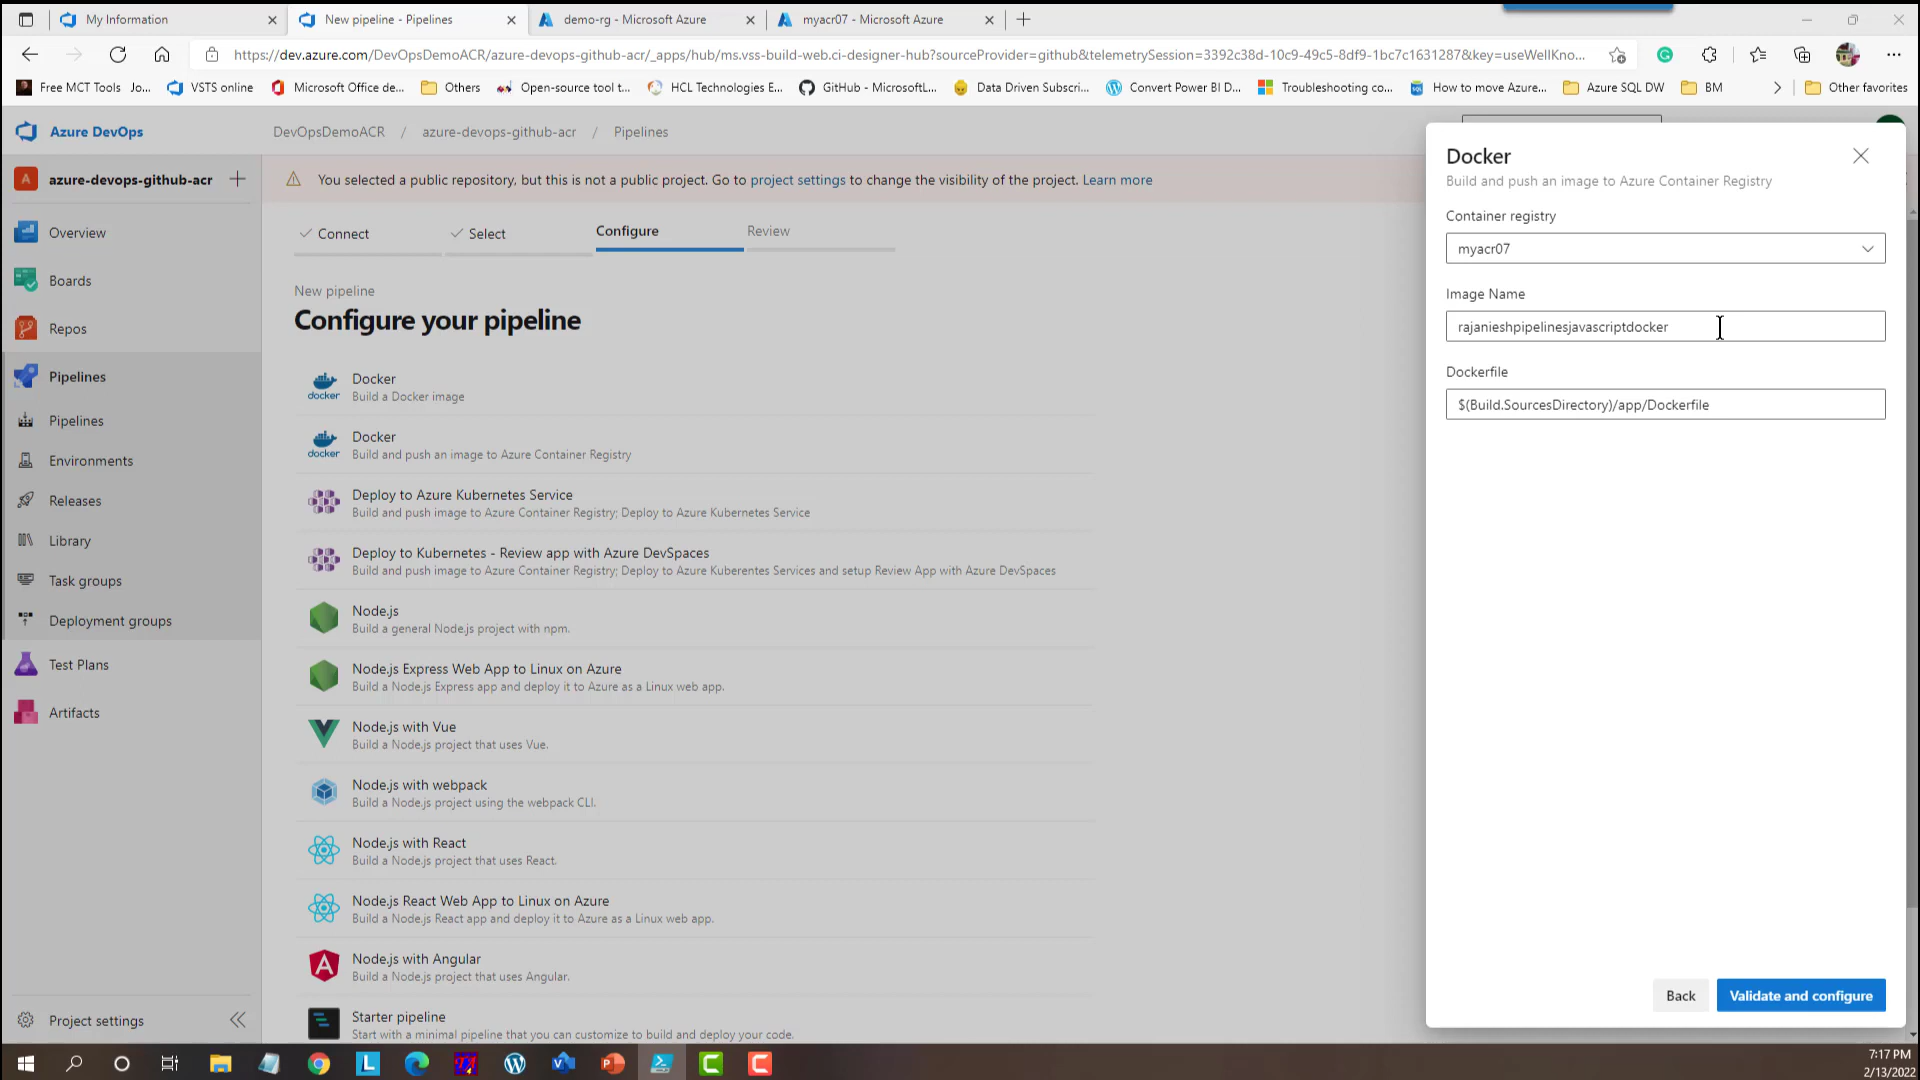 My Information
New pipeline - Pipelines
demo-rg - Microsoft Azure
myacr07 - Microsoft Azure
https://dev.azure.com/DevOpsDemoACR/azure-devops-github-acr/_apps/hub/ms.vss-build-web.ci-designer-hub?sourceProvider=github&telemetrySession=3392c38d-10c9-49c5-8df9-1bc7c1631287&key=useWellKno...
Free MCT Tools Jo...
VSTS online
Microsoft Office de...
Others
Open-source tool t...
HCL Technologies E...
GitHub - MicrosoftL...
Data Driven Subscri...
Convert Power BI D...
Troubleshooting co...
How to move Azure...
Azure SQL DW
BM
Other favorites
Azure DevOps
DevOpsDemoACR / azure-devops-github-acr / Pipelines
A azure-devops-github-acr
Overview
Boards
Repos
Pipelines
Pipelines
Environments
Releases
Library
Task groups
Deployment groups
Test Plans
Artifacts
Project settings
You selected a public repository, but this is not a public project. Go to project settings to change the visibility of the project. Learn more
Connect
Select
Configure
Review
New pipeline
Configure your pipeline
docker
Docker
Build a Docker image
docker
Docker
Build and push an image to Azure Container Registry
Deploy to Azure Kubernetes Service
Build and push image to Azure Container Registry; Deploy to Azure Kubernetes Service
Deploy to Kubernetes - Review app with Azure DevSpaces
Build and push image to Azure Container Registry; Deploy to Azure Kuberentes Services and setup Review App with Azure DevSpaces
Node.js
Build a general Node.js project with npm.
Node.js Express Web App to Linux on Azure
Build a Node.js Express app and deploy it to Azure as a Linux web app.
Node.js with Vue
Build a Node.js project that uses Vue.
Node.js with webpack
Build a Node.js project using the webpack CLI.
Node.js with React
Build a Node.js project that uses React.
Node.js React Web App to Linux on Azure
Build a Node.js React app and deploy it to Azure as a Linux web app.
Node.js with Angular
Build a Node.js project that uses Angular.
Starter pipeline
Start with a minimal pipeline that you can customize to build and deploy your code.
Docker
Build and push an image to Azure Container Registry
Container registry
myacr07
Image Name
rajanieshpipelinesjavascriptdocker
Dockerfile
$(Build.SourcesDirectory)/app/Dockerfile
Back
Validate and configure
7:17 PM
2/13/2022